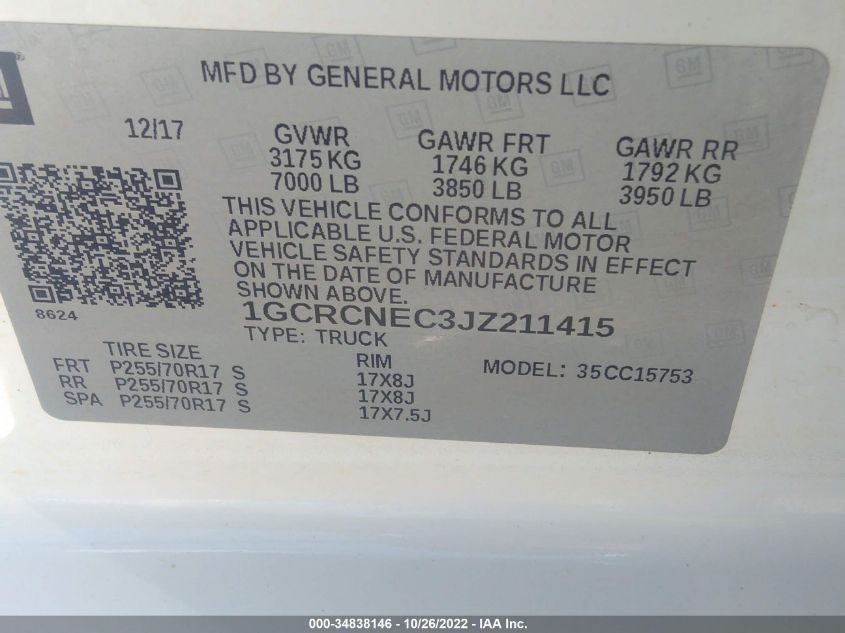 MFD BY GENERAL MOTORS LLC
12/17
GVWR
3175 KG
7000 LB
GAWR FRT
1746 KG
3850 LB
GAWR RR
1792 KG
3950 LB
THIS VEHICLE CONFORMS TO ALL
APPLICABLE U.S. FEDERAL MOTOR
VEHICLE SAFETY STANDARDS IN EFFECT
ON THE DATE OF MANUFACTURE
SHOWN ABOVE.
8624
1GCRCNEC3JZ211415
TYPE: TRUCK
TIRE SIZE RIM
FRT P255/70R17 S 17X8J
RR P255/70R17 S 17X8J
SPA P255/70R17 S 17X7.5J
MODEL: 35CC15753
000-34838146 - 10/26/2022 - IAA Inc.